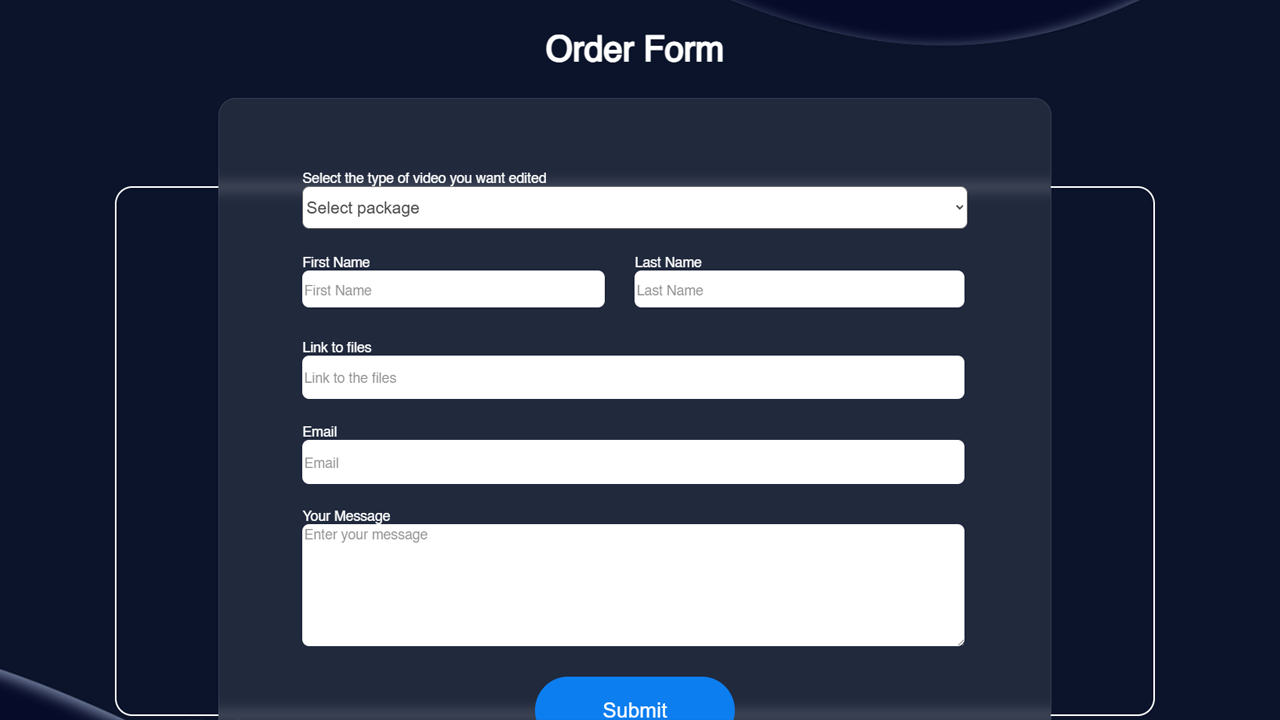 Order Form
Select the type of video you want edited
Select package
First Name Last Name
First Name Last Name
Link to files
Link to the files
Email
Email
Your Message
Enter your message
Submit